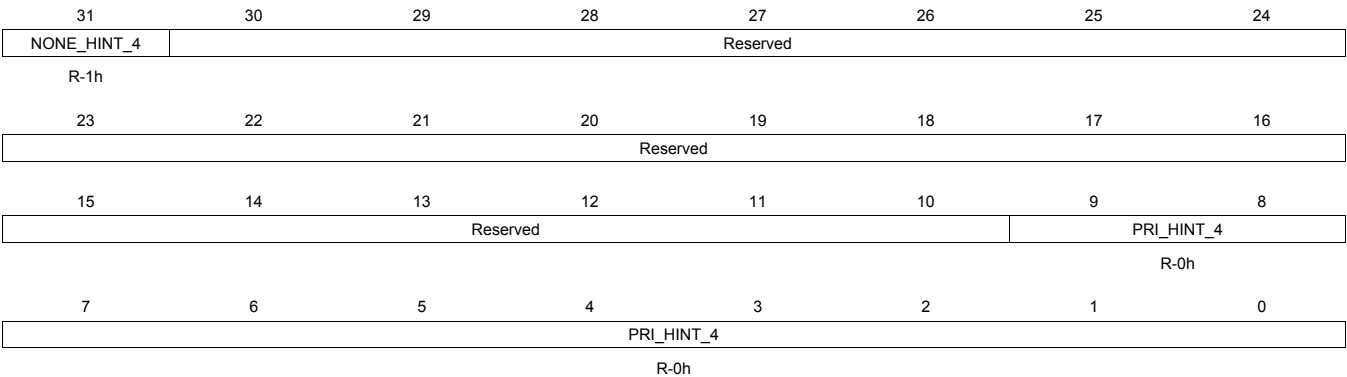 31 30 29 28 27 26 25 24
NONE_HINT_4 Reserved
R-1h
23 22 21 20 19 18 17 16
Reserved
15 14 13 12 11 10 9 8
Reserved PRI_HINT_4
R-0h
7 6 5 4 3 2 1 0
PRI_HINT_4
R-0h